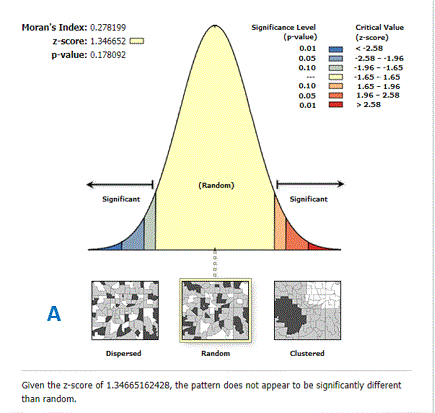 Moran's Index: 0.278199
z-score: 1.346652
p-value: 0.178092
Significance Level
(p-value)
Critical Value
(z-score)
0.01 < -2.58
0.05 -2.58 – -1.96
0.10 -1.96 – -1.65
--- -1.65 – 1.65
0.10 1.65 – 1.96
0.05 1.96 – 2.58
0.01 > 2.58
(Random)
Significant
Significant
A
Dispersed
Random
Clustered
Given the z-score of 1.34665162428, the pattern does not appear to be significantly different
than random.